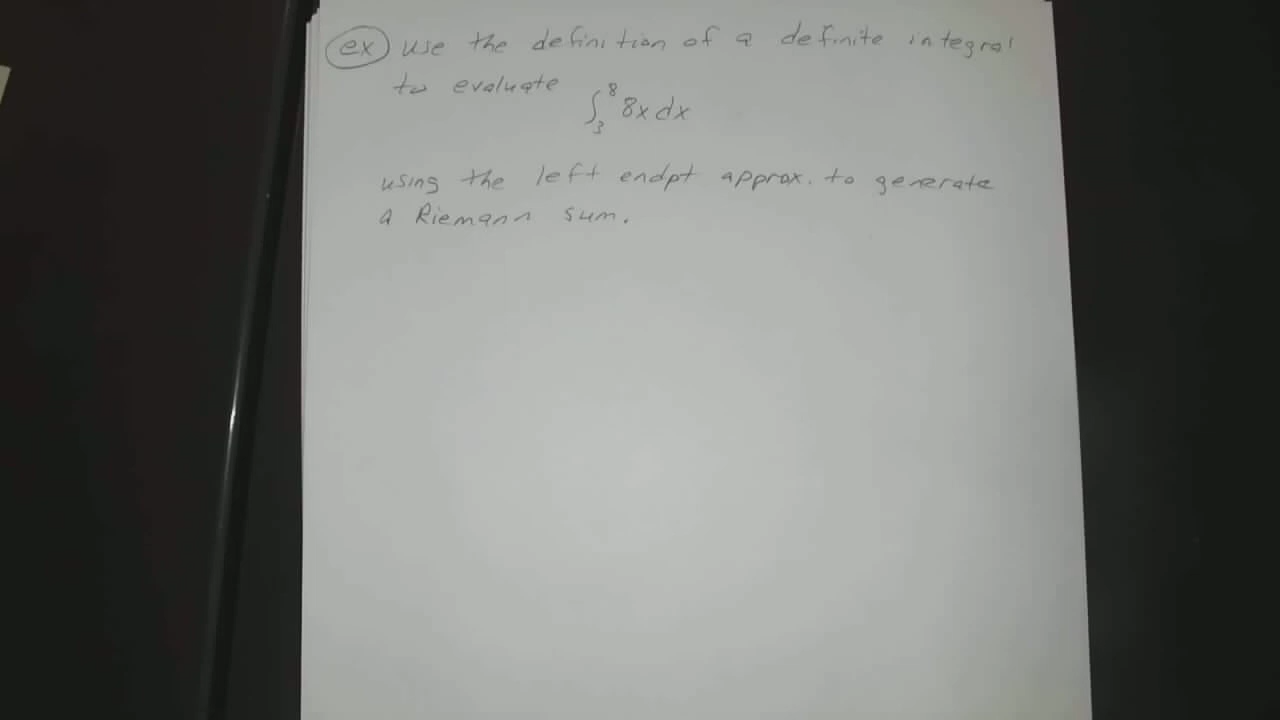 ex use the definition of a definite integral
to evaluate ∫₃⁸ 8x dx
using the left endpt approx. to generate
a Riemann sum.